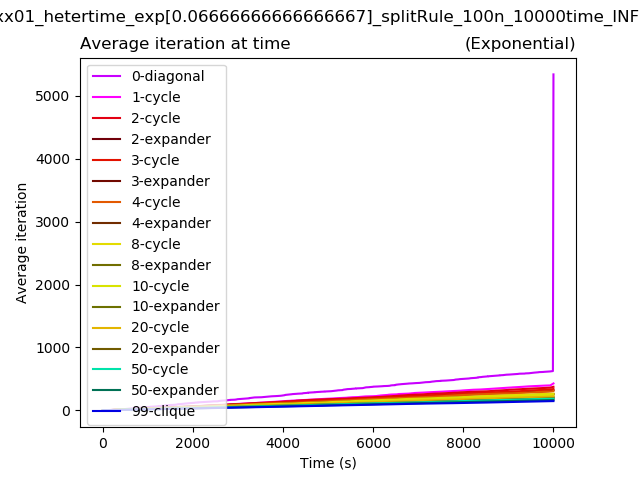 xx01_hetertime_exp[0.06666666666666667]_splitRule_100n_10000time_INF
Average iteration at time (Exponential)
0-diagonal
1-cycle
2-cycle
2-expander
3-cycle
3-expander
4-cycle
4-expander
8-cycle
8-expander
10-cycle
10-expander
20-cycle
20-expander
50-cycle
50-expander
99-clique
5000
4000
3000
2000
1000
0
Average iteration
0 2000 4000 6000 8000 10000
Time (s)